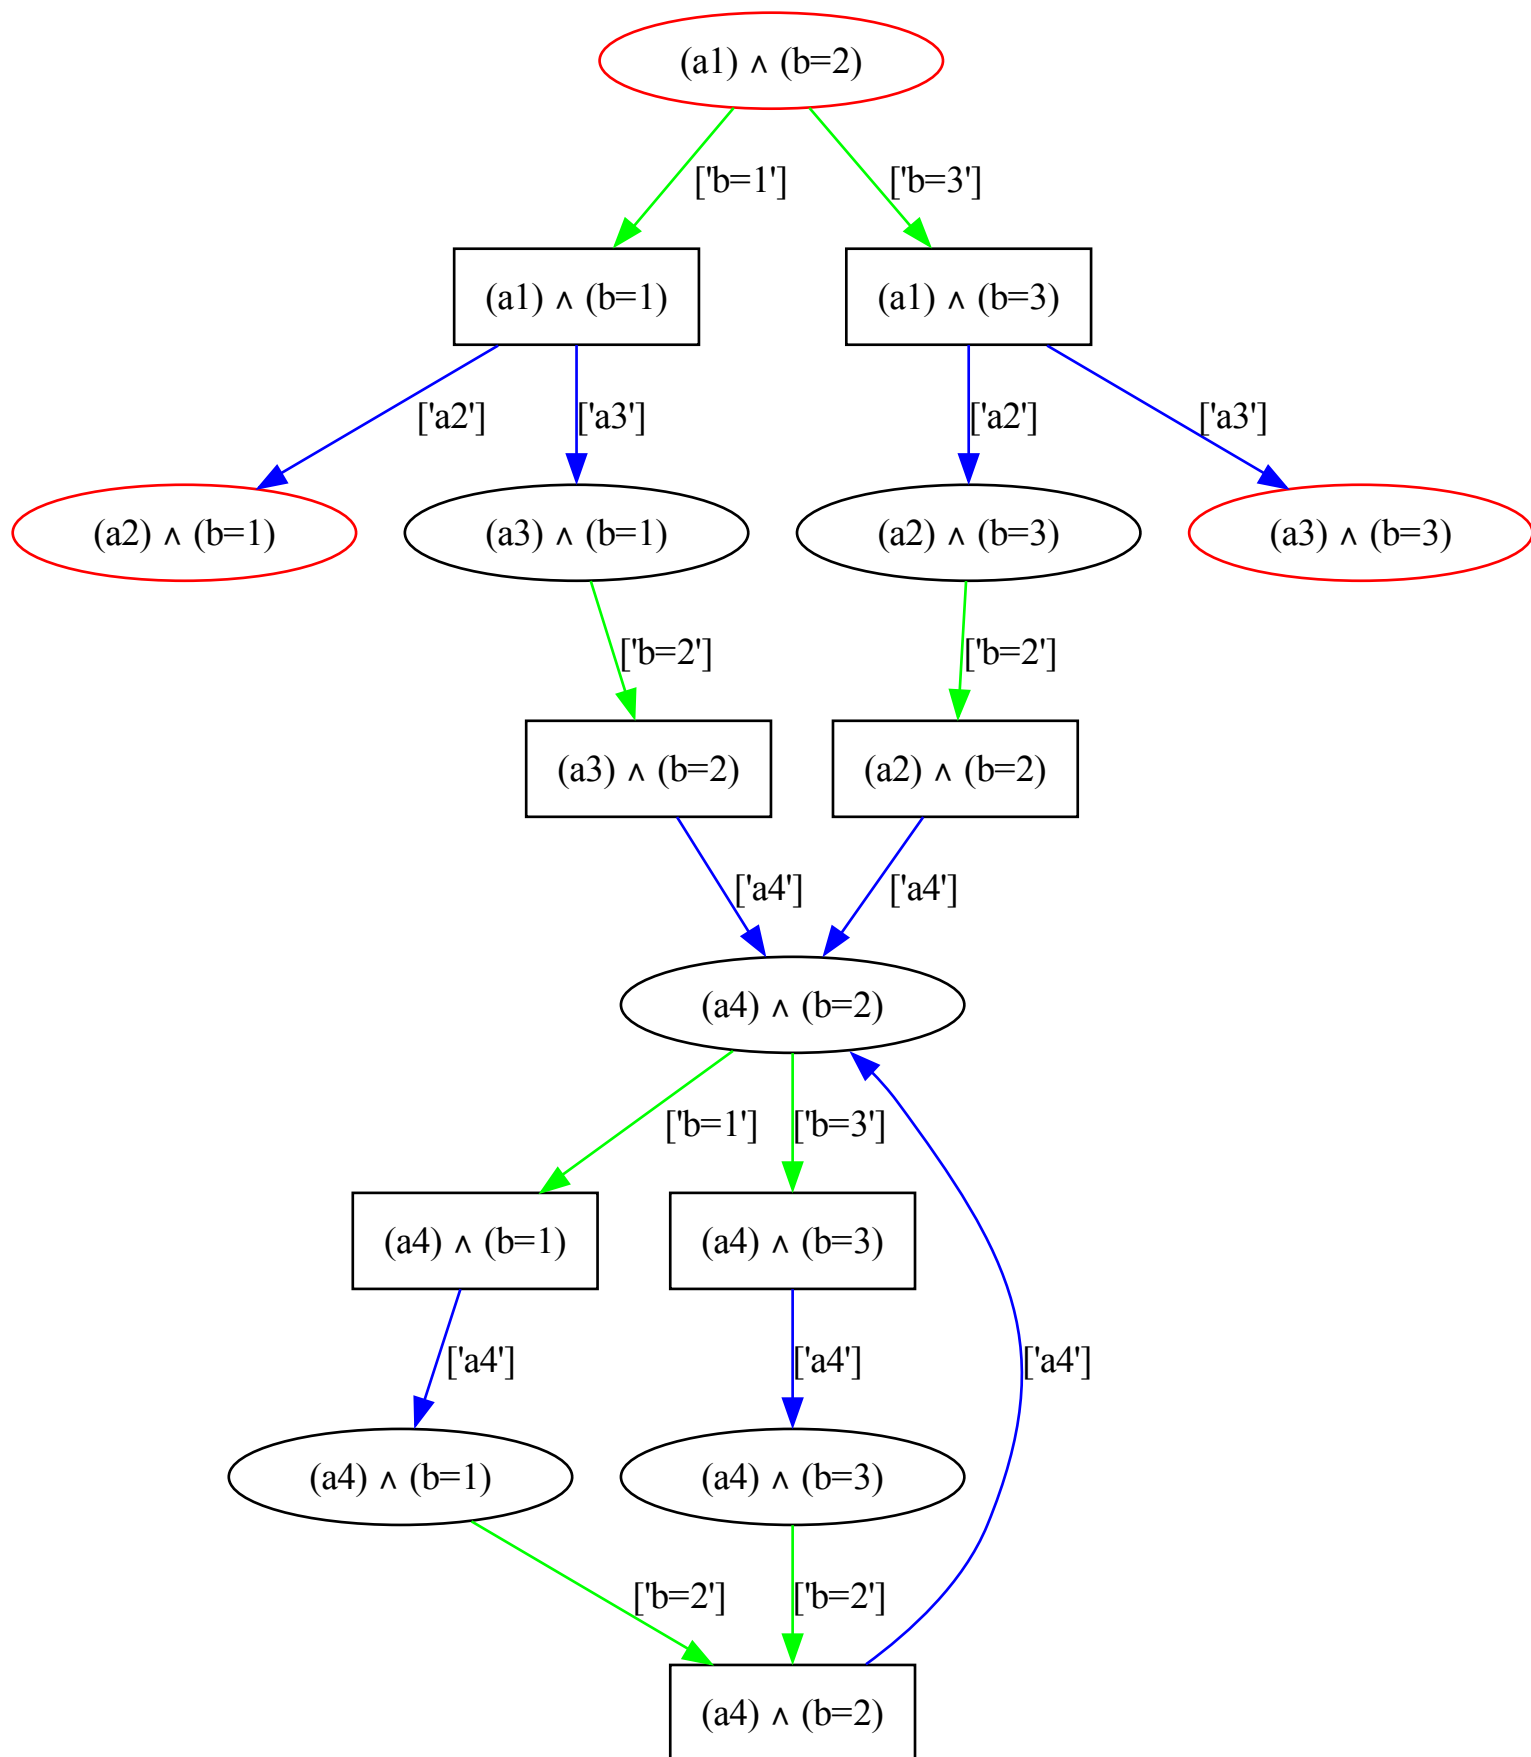 (a1) ∧ (b=2)
['b=1']
['b=3']
(a1) ∧ (b=1)
(a1) ∧ (b=3)
['a2']
['a3']
['a2']
['a3']
(a2) ∧ (b=1)
(a3) ∧ (b=1)
(a2) ∧ (b=3)
(a3) ∧ (b=3)
['b=2']
['b=2']
(a3) ∧ (b=2)
(a2) ∧ (b=2)
['a4']
['a4']
(a4) ∧ (b=2)
['b=1']
['b=3']
(a4) ∧ (b=1)
(a4) ∧ (b=3)
['a4']
['a4']
['a4']
(a4) ∧ (b=1)
(a4) ∧ (b=3)
['b=2']
['b=2']
(a4) ∧ (b=2)